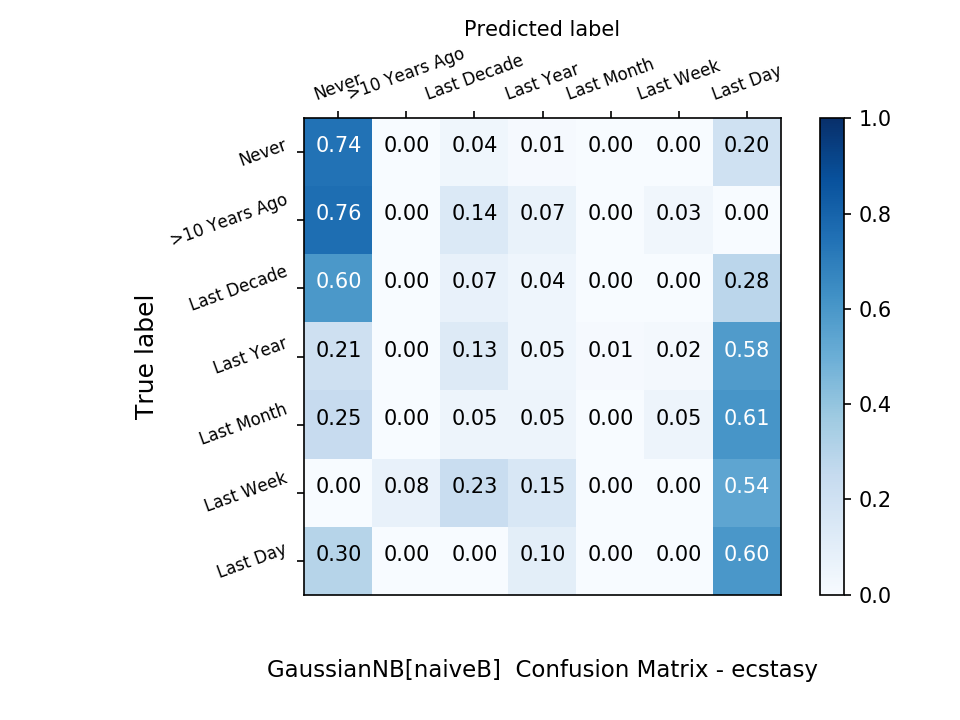 Predicted label
Never >10 Years Ago Last Decade Last Year Last Month Last Week Last Day
Never 0.74 0.00 0.04 0.01 0.00 0.00 0.20
>10 Years Ago 0.76 0.00 0.14 0.07 0.00 0.03 0.00
Last Decade 0.60 0.00 0.07 0.04 0.00 0.00 0.28
Last Year 0.21 0.00 0.13 0.05 0.01 0.02 0.58
Last Month 0.25 0.00 0.05 0.05 0.00 0.05 0.61
Last Week 0.00 0.08 0.23 0.15 0.00 0.00 0.54
Last Day 0.30 0.00 0.00 0.10 0.00 0.00 0.60
True label
1.0
0.8
0.6
0.4
0.2
0.0
GaussianNB[naiveB]  Confusion Matrix - ecstasy